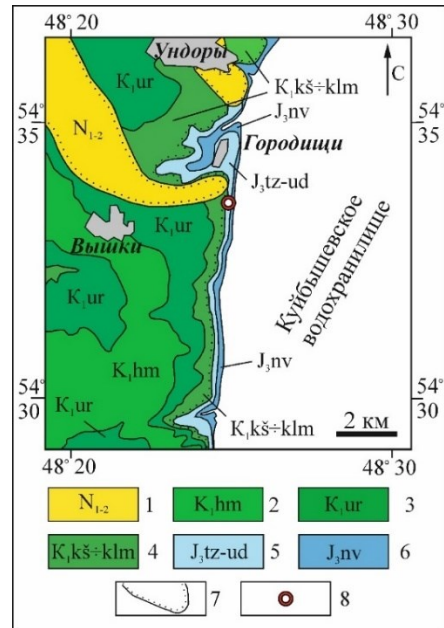 48° 20' 48° 30'
Ундоры
K₁ur
K₁kš÷klm
С
54°
35
54°
35
J₃nv
N₁₋₂
Городищи
J₃tz-ud
K₁ur
Вышки
Куйбышевское
водохранилище
K₁ur
K₁hm
J₃nv
54°
30
54°
30
K₁ur
K₁kš÷klm
2 км
48° 20 48° 30
N₁₋₂ 1 K₁hm 2 K₁ur 3
K₁kš÷klm 4 J₃tz-ud 5 J₃nv 6
7 8